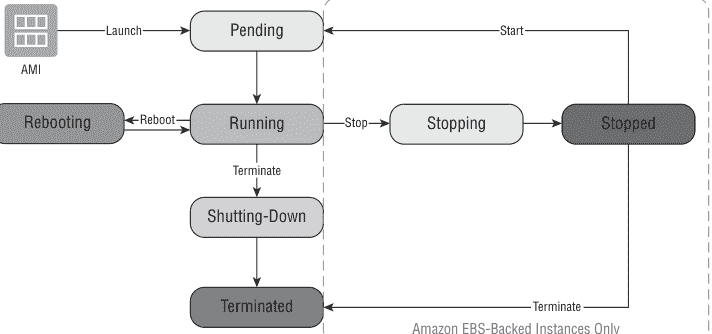 Launch
Pending
Start
AMI
Rebooting
Reboot
Running
Stop
Stopping
Stopped
Terminate
Shutting-Down
Terminated
Terminate
Amazon EBS-Backed Instances Only